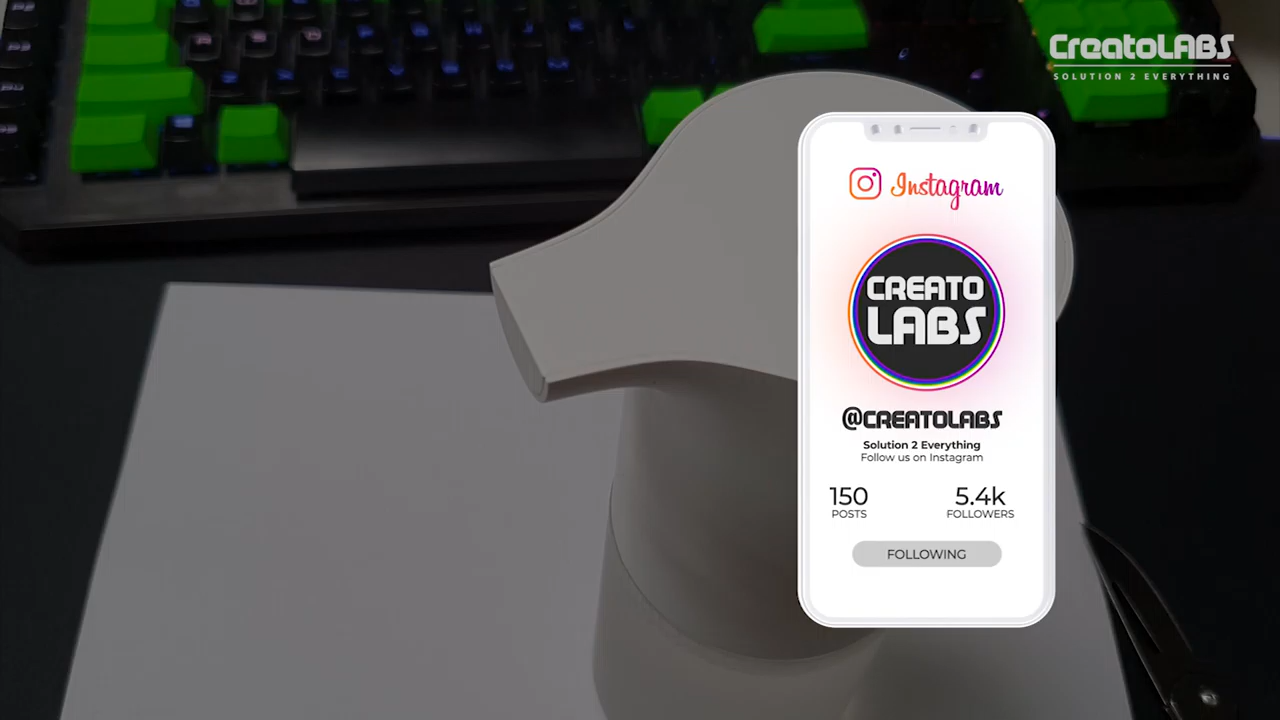 CREATOLABS
SOLUTION 2 EVERYTHING
Instagram
CREATO
LABS
@CREATOLABS
Solution 2 Everything
Follow us on Instagram
150
POSTS
5.4k
FOLLOWERS
FOLLOWING